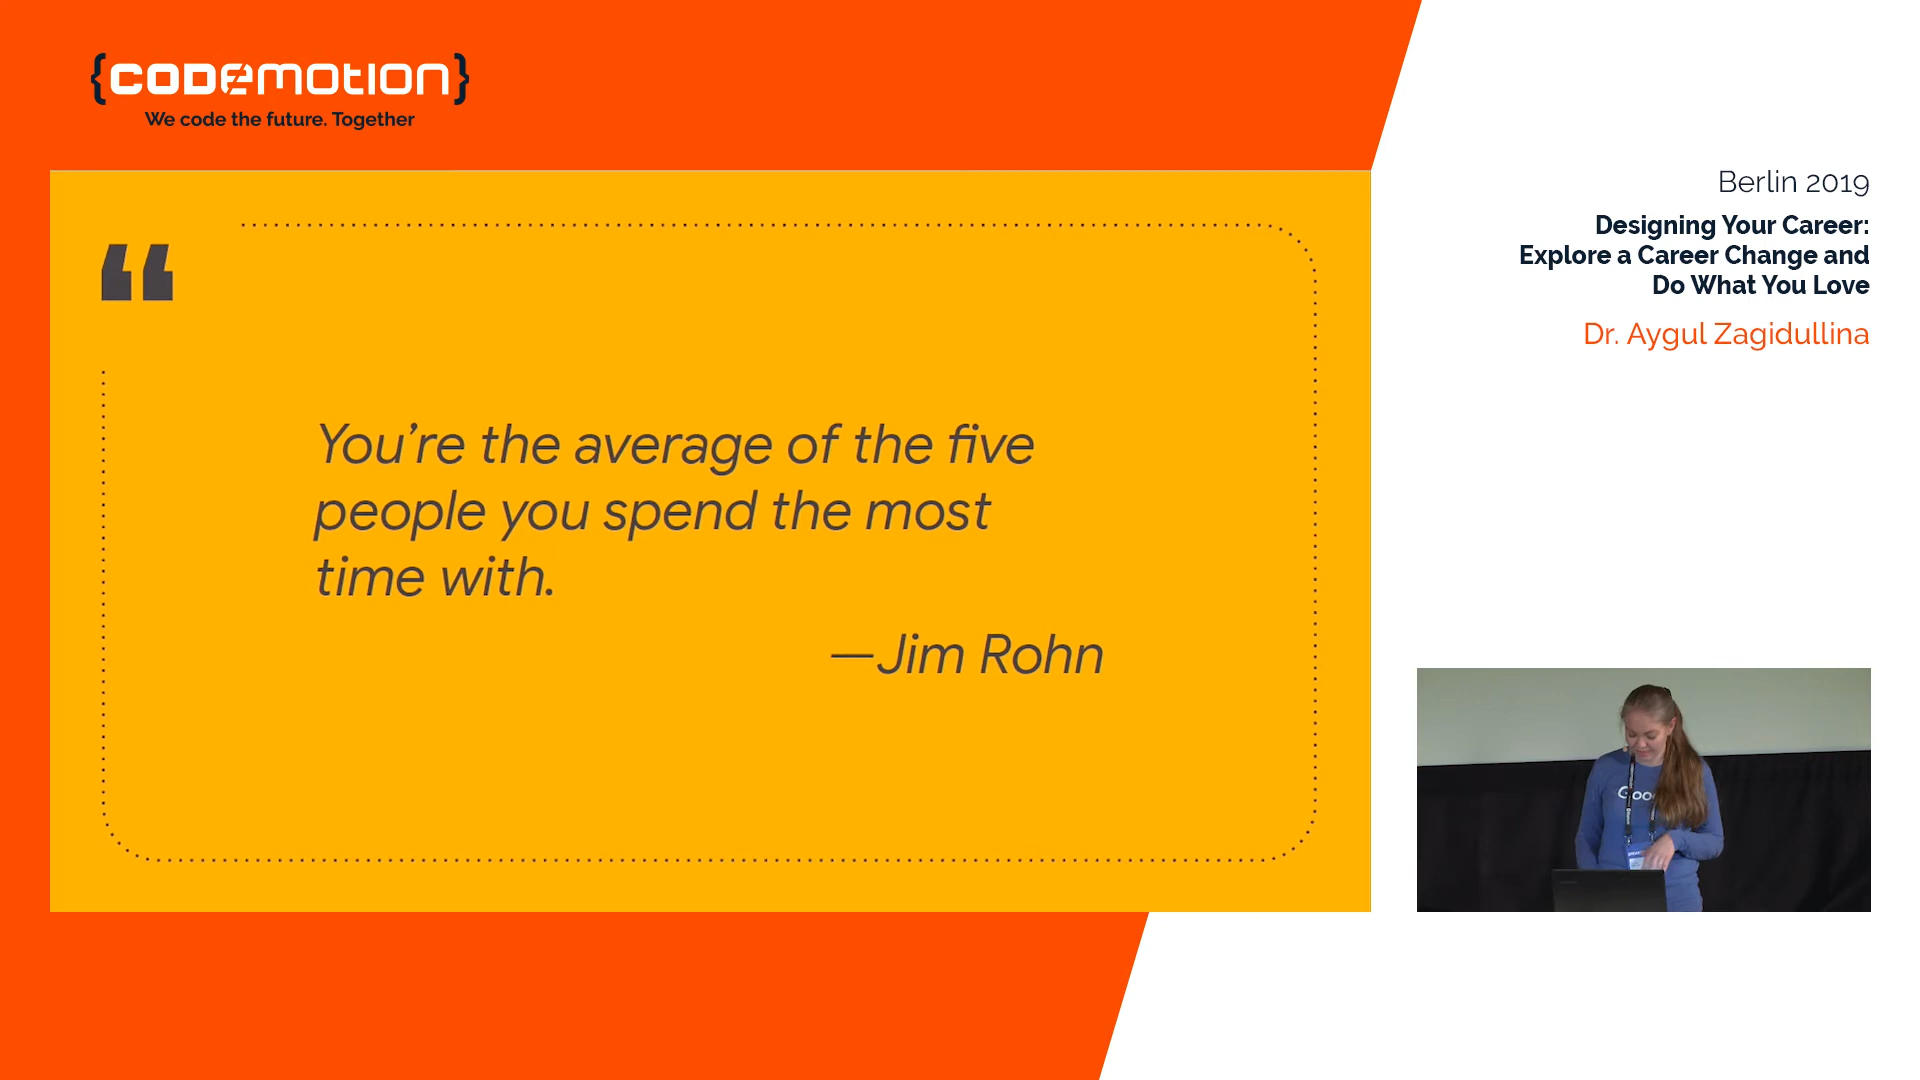 {CODEMOTION}
We code the future. Together
“
You’re the average of the five
people you spend the most
time with.
—Jim Rohn
Berlin 2019
Designing Your Career:
Explore a Career Change and
Do What You Love
Dr. Aygul Zagidullina